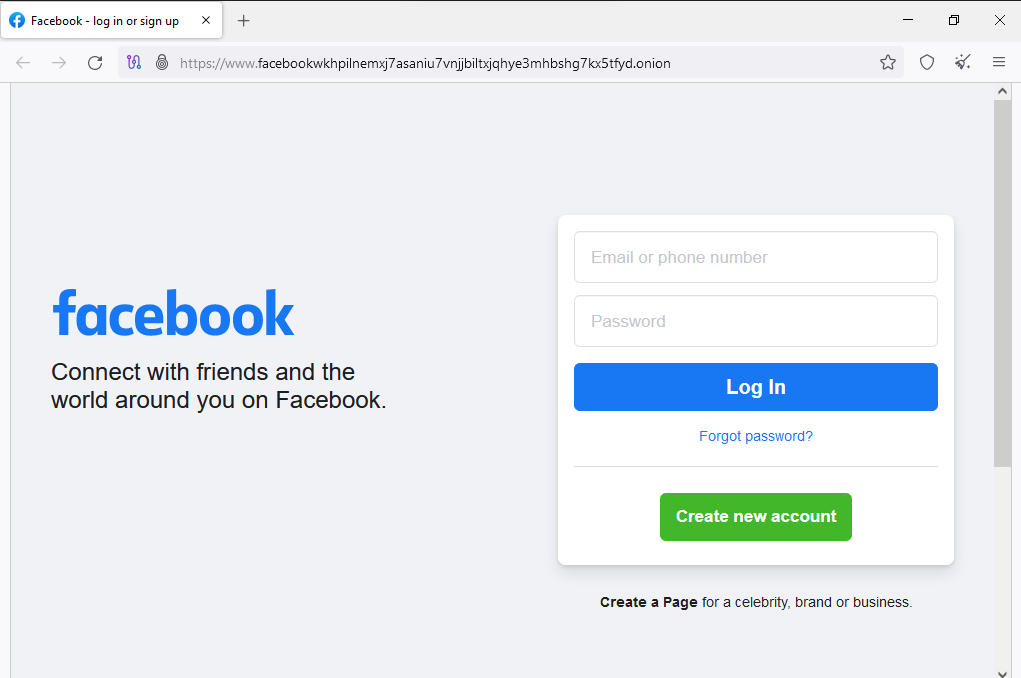 Facebook - log in or sign up
https://www.facebookwkhpilnemxj7asaniu7vnjjbiltxjqhye3mhbshg7kx5tfyd.onion
facebook
Connect with friends and the
world around you on Facebook.
Email or phone number
Password
Log In
Forgot password?
Create new account
Create a Page for a celebrity, brand or business.